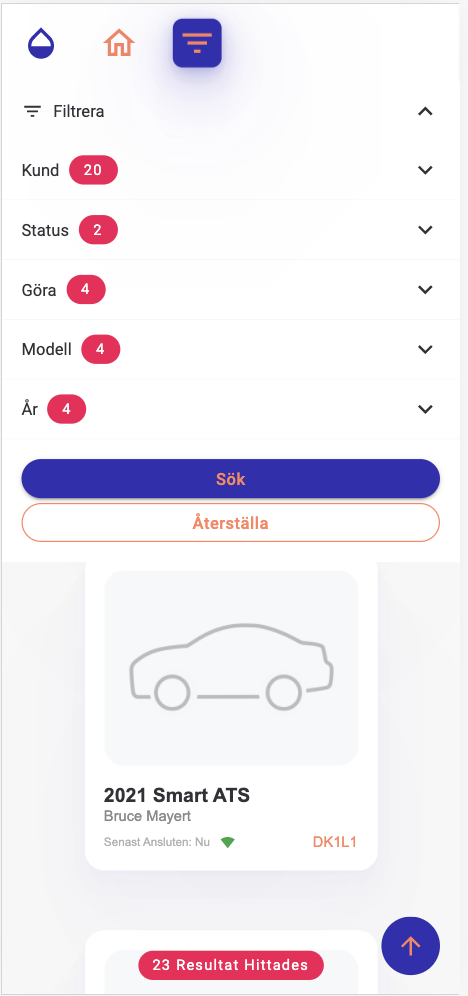 Filtrera
Kund 20
Status 2
Göra 4
Modell 4
År 4
Sök
Återställa
2021 Smart ATS
Bruce Mayert
Senast Ansluten: Nu DK1L1
23 Resultat Hittades